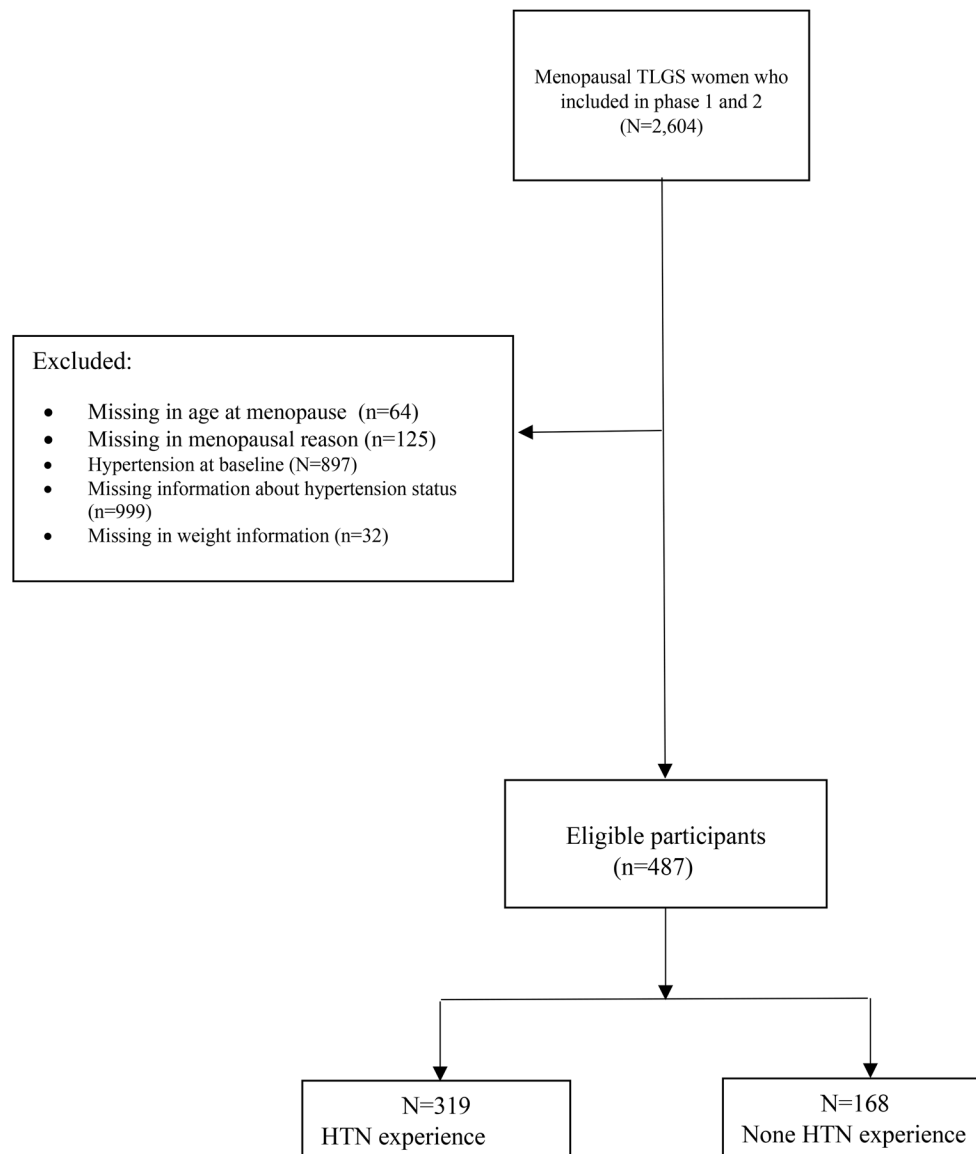 Menopausal TLGS women who
included in phase 1 and 2
(N=2,604)
Excluded:
• Missing in age at menopause (n=64)
• Missing in menopausal reason (n=125)
• Hypertension at baseline (N=897)
• Missing information about hypertension status
(n=999)
• Missing in weight information (n=32)
Eligible participants
(n=487)
N=319
HTN experience
N=168
None HTN experience